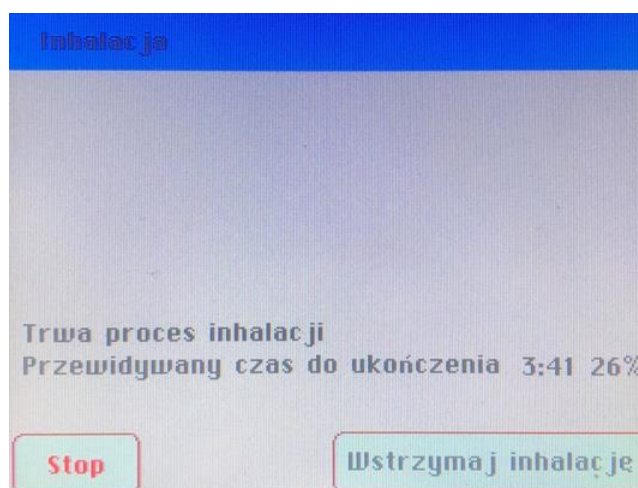 Inhalacja
Trwa proces inhalacji
Przewidywany czas do ukończenia 3:41 26%
Stop
Wstrzymaj inhalację